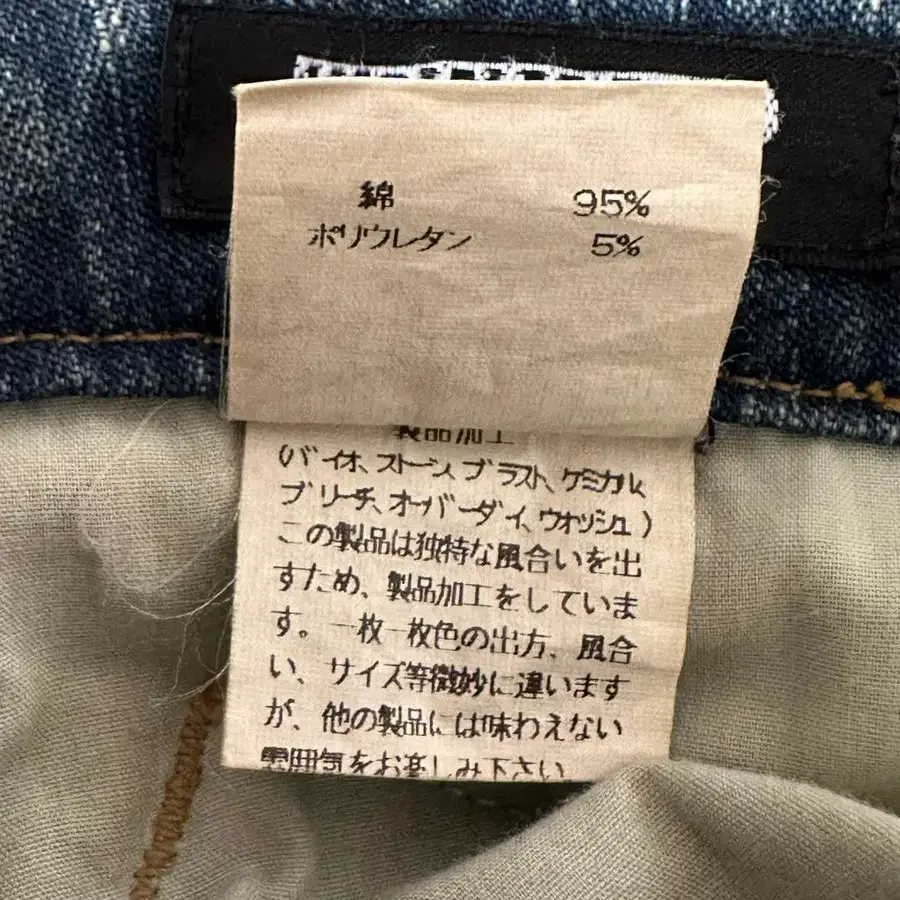 綿 95%
ポリウレタン 5%
製品加工
(バイオ、ストーン、ブラスト、ケミカル、
ブリーチ、オーバーダイ、ウォッシュ)
この製品は独特な風合いを出
すため、製品加工をしていま
す。一枚一枚色の出方、風合
い、サイズ等微妙に違います
が、他の製品には味わえない
雰囲気をお楽しみ下さい